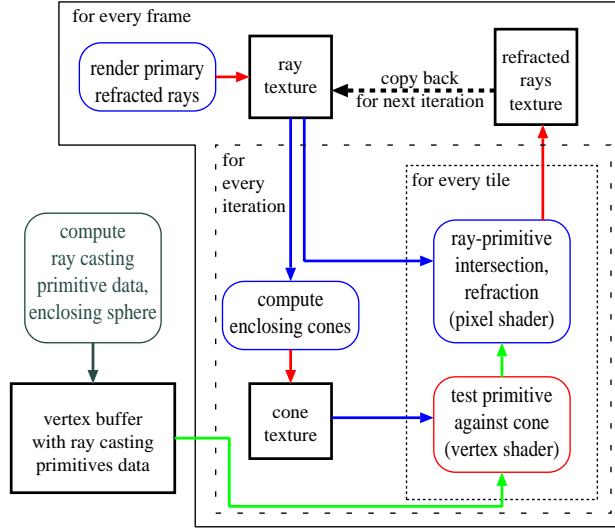 for every frame
render primary
refracted rays
ray
texture
copy back
for next iteration
refracted
rays
texture
for
every
iteration
for every tile
compute
ray casting
primitive data,
enclosing sphere
ray-primitive
intersection,
refraction
(pixel shader)
compute
enclosing cones
vertex buffer
with ray casting
primitives data
cone
texture
test primitive
against cone
(vertex shader)